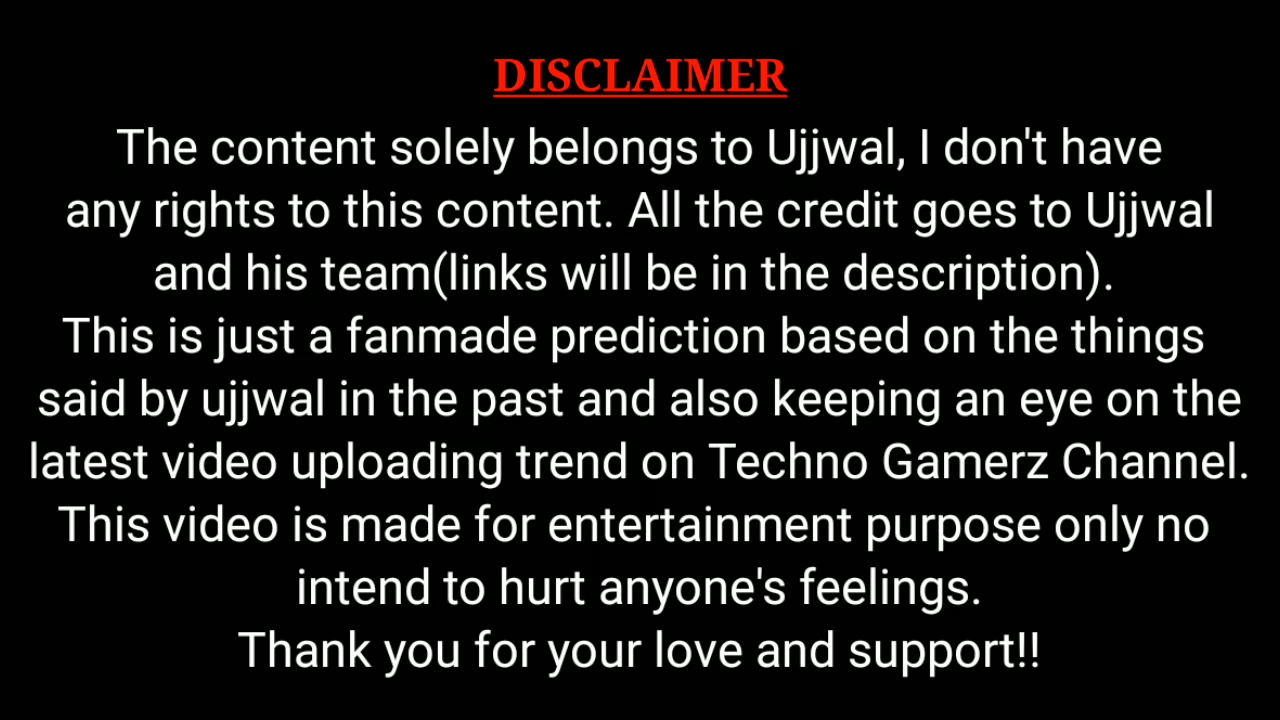 DISCLAIMER
The content solely belongs to Ujjwal, I don't have
any rights to this content. All the credit goes to Ujjwal
and his team(links will be in the description).
This is just a fanmade prediction based on the things
said by ujjwal in the past and also keeping an eye on the
latest video uploading trend on Techno Gamerz Channel.
This video is made for entertainment purpose only no
intend to hurt anyone's feelings.
Thank you for your love and support!!